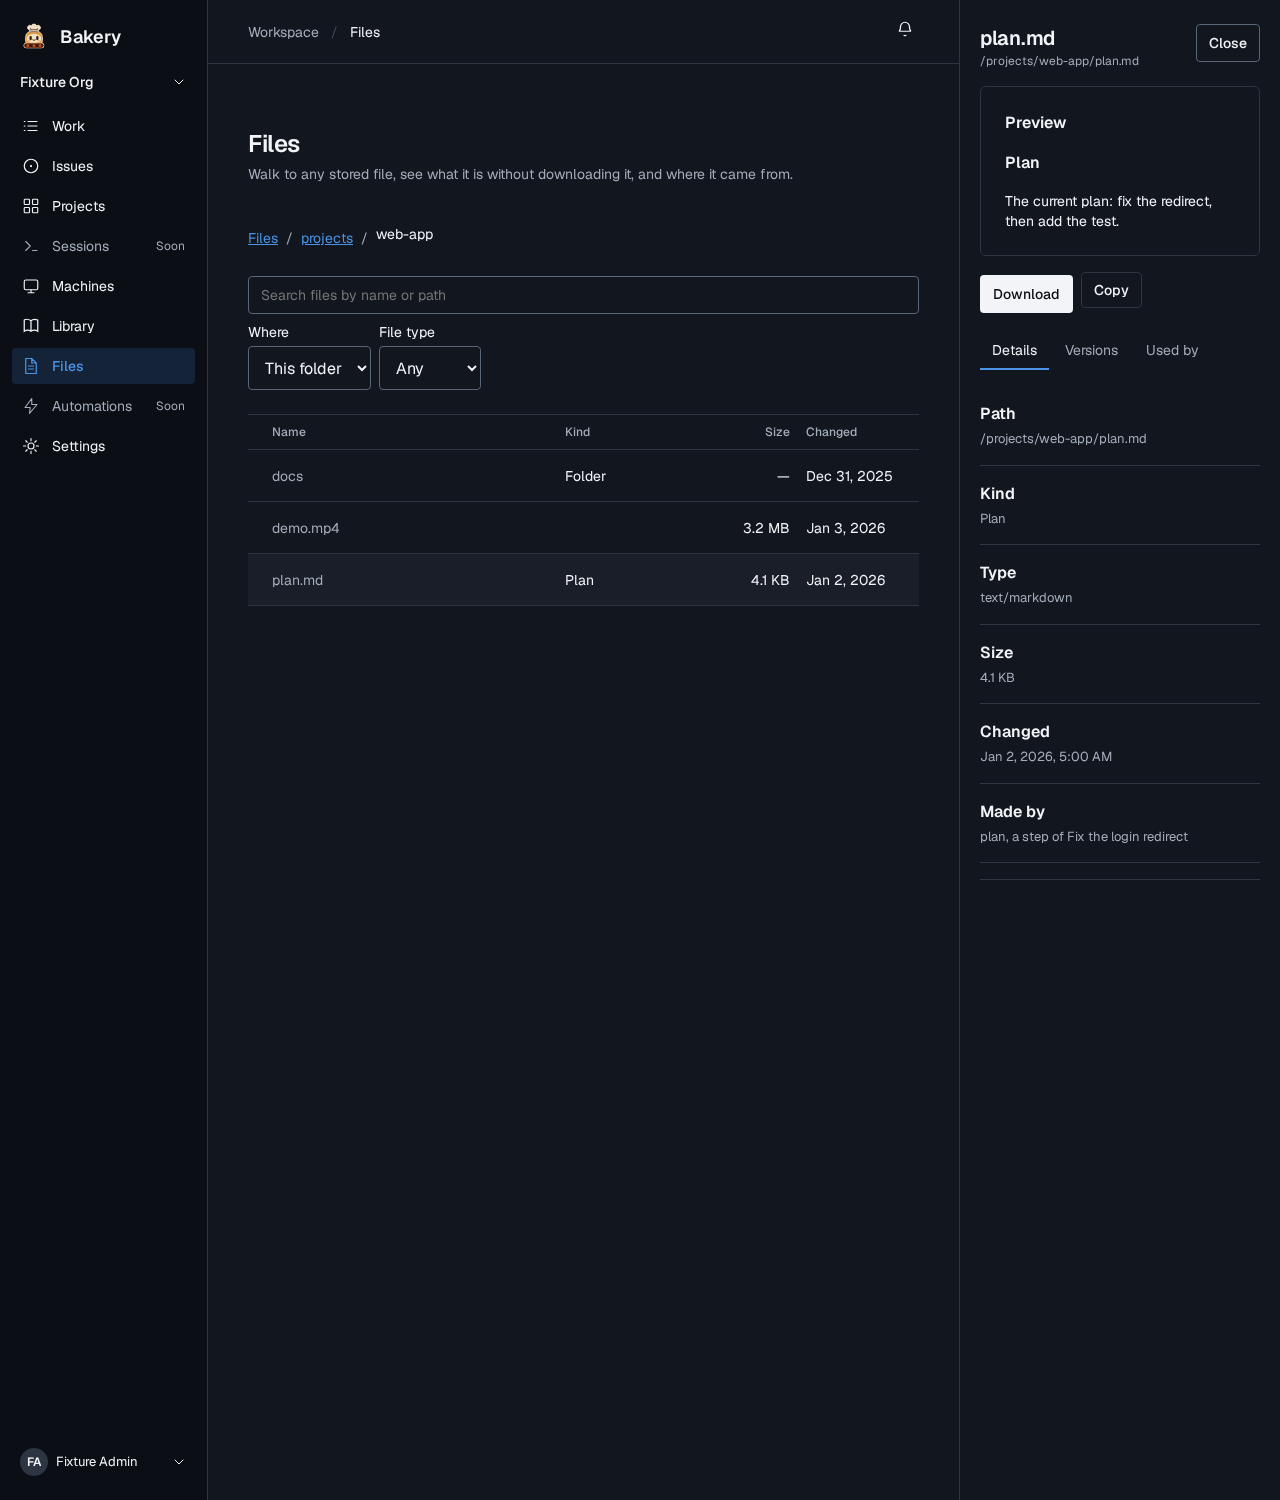 Bakery
Fixture Org
Work
Issues
Projects
Sessions Soon
Machines
Library
Files
Automations Soon
Settings
FA Fixture Admin
Workspace / Files
Files
Walk to any stored file, see what it is without downloading it, and where it came from.
Files / projects / web-app
Search files by name or path
Where File type
This folder Any
Name Kind Size Changed
docs Folder — Dec 31, 2025
demo.mp4 3.2 MB Jan 3, 2026
plan.md Plan 4.1 KB Jan 2, 2026
plan.md
/projects/web-app/plan.md
Close
Preview
Plan
The current plan: fix the redirect,
then add the test.
Download Copy
Details Versions Used by
Path
/projects/web-app/plan.md
Kind
Plan
Type
text/markdown
Size
4.1 KB
Changed
Jan 2, 2026, 5:00 AM
Made by
plan, a step of Fix the login redirect